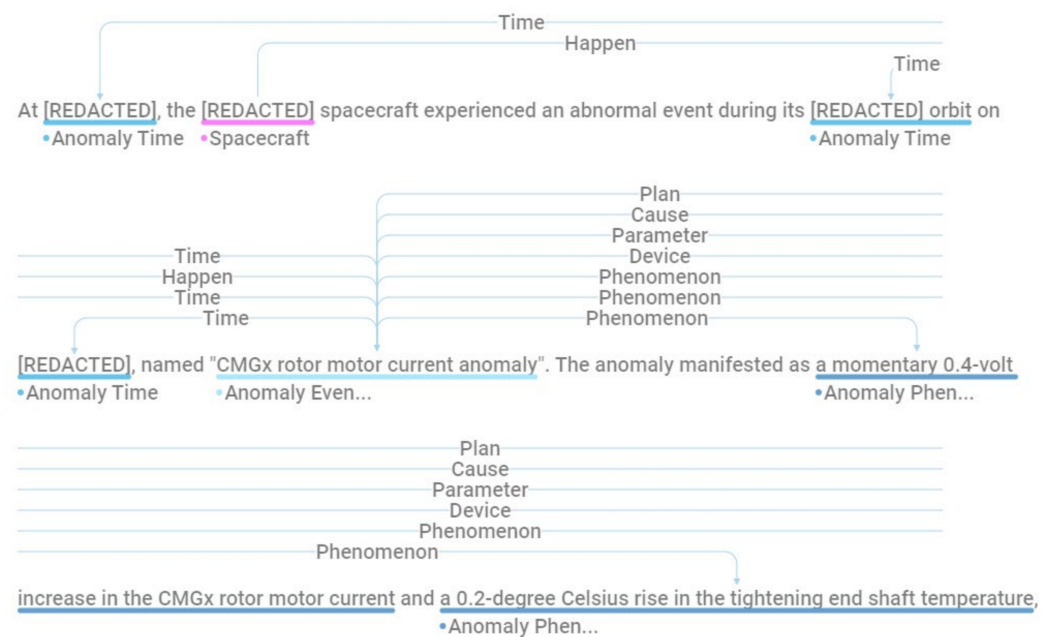 Time
Happen
Time
At [REDACTED], the [REDACTED] spacecraft experienced an abnormal event during its [REDACTED] orbit on
•Anomaly Time •Spacecraft •Anomaly Time
Plan
Cause
Parameter
Time Device
Happen Phenomenon
Time Phenomenon
Time Phenomenon
[REDACTED], named "CMGx rotor motor current anomaly". The anomaly manifested as a momentary 0.4-volt
•Anomaly Time •Anomaly Even... •Anomaly Phen...
Plan
Cause
Parameter
Device
Phenomenon
Phenomenon
increase in the CMGx rotor motor current and a 0.2-degree Celsius rise in the tightening end shaft temperature,
•Anomaly Phen...